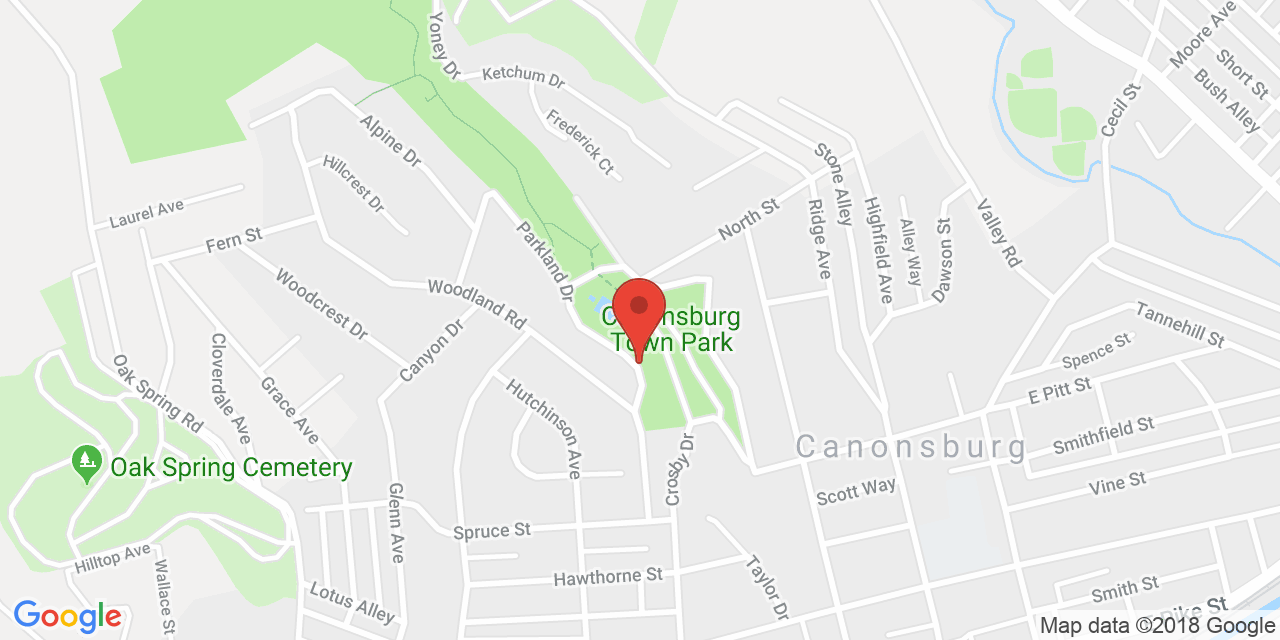 Yoney Dr
Ketchum Dr
Moore Ave
Short St
Bush Alley
Cecil St
Alpine Dr
Frederick Ct
Stone Alley
Hillcrest Dr
Laurel Ave
North St
Ridge Ave
Highfield Ave
Alley Way
Dawson St
Valley Rd
Fern St
Parkland Dr
Woodcrest Dr
Woodland Rd
Canonsburg
Town Park
Tannehill St
Canyon Dr
Spence St
E Pitt St
Cloverdale Ave
Grace Ave
Oak Spring Rd
Hutchinson Ave
Smithfield St
Canonsburg
Oak Spring Cemetery
Crosby Dr
Scott Way
Vine St
Glenn Ave
Spruce St
Hilltop Ave
Wallace St
Hawthorne St
Taylor Dr
Lotus Alley
Smith St
Pike St
Google
Map data ©2018 Google